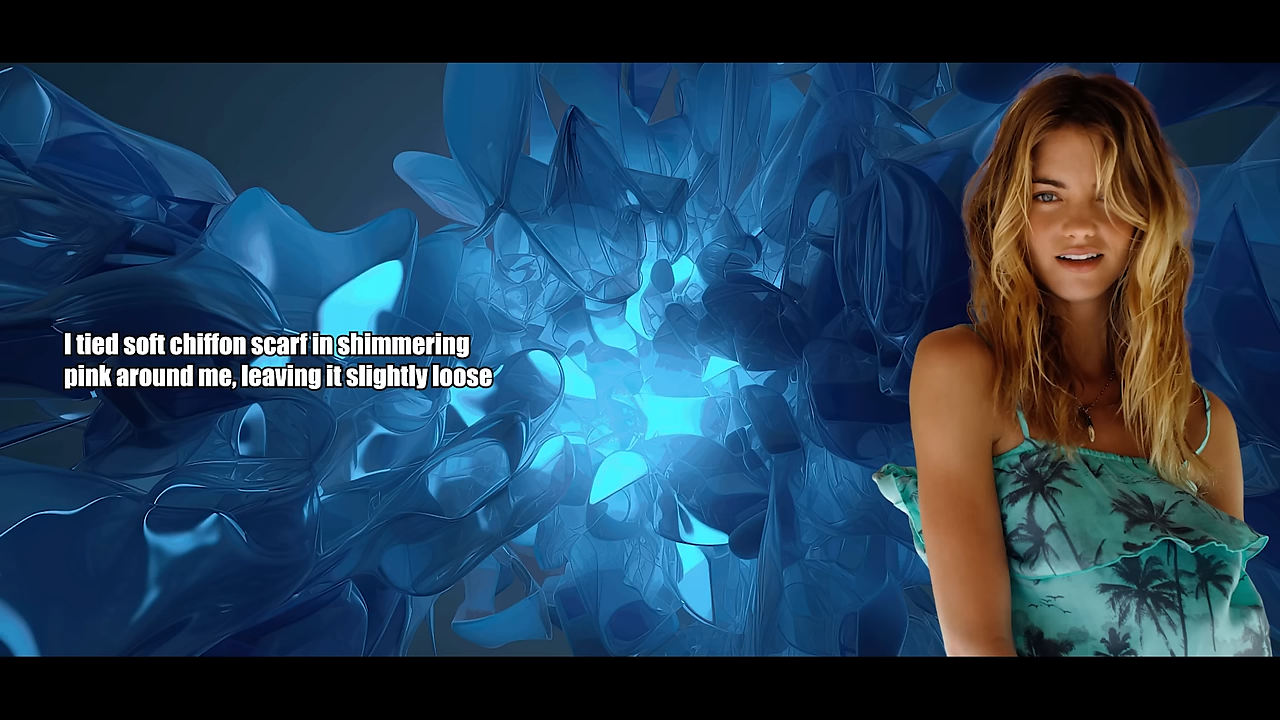 I tied soft chiffon scarf in shimmering
pink around me, leaving it slightly loose